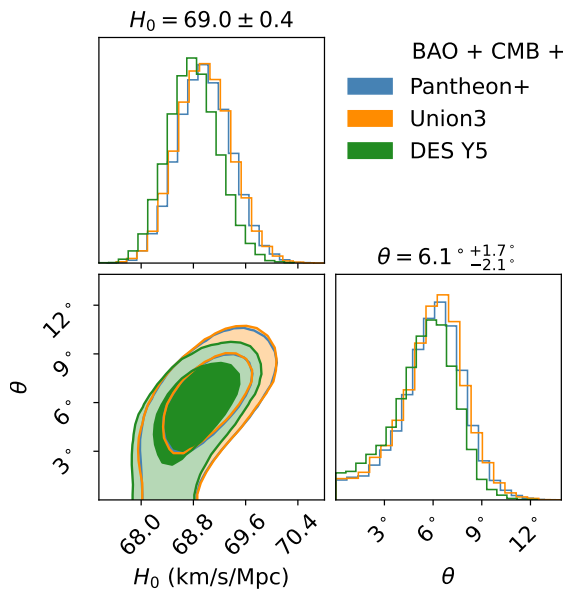 H₀ = 69.0 ± 0.4
BAO + CMB +
Pantheon+
Union3
DES Y5
θ = 6.1° +1.7° −2.1°
12°
9°
6°
3°
θ
68.0 68.8 69.6 70.4
H₀ (km/s/Mpc)
3° 6° 9° 12°
θ